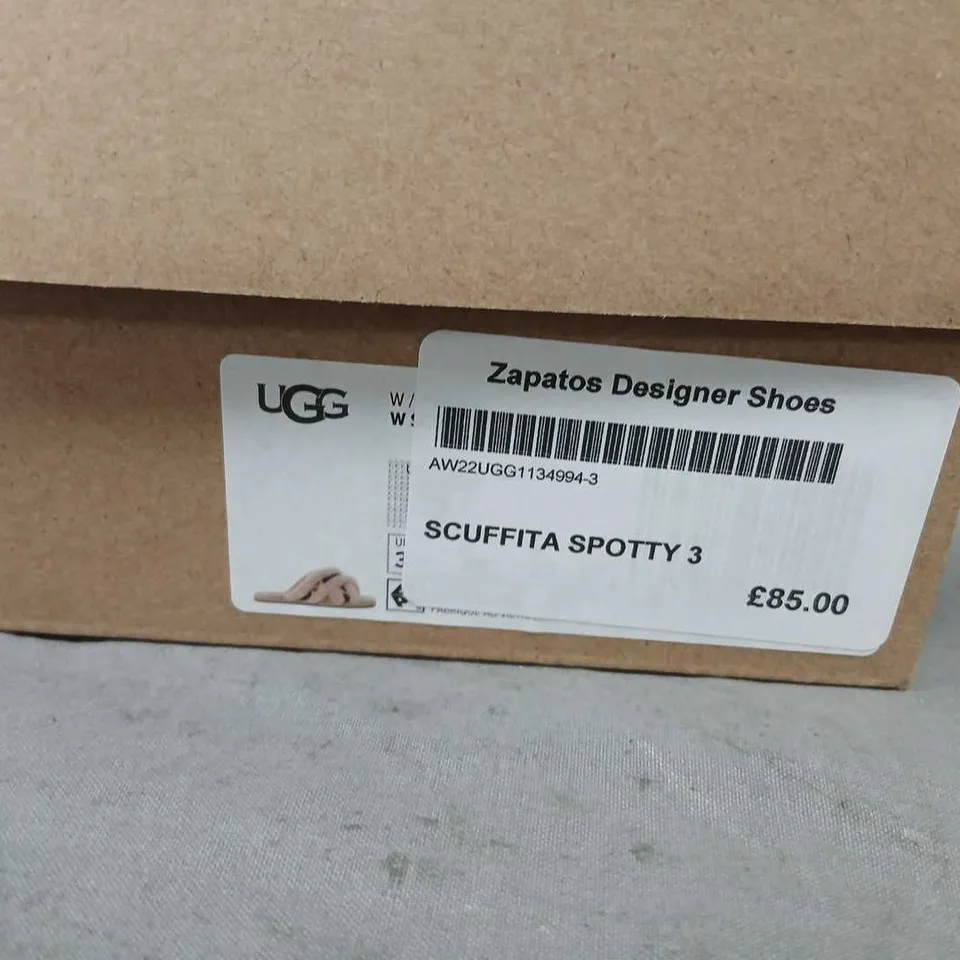 UGG
W/
W S
Zapatos Designer Shoes
AW22UGG1134994-3
SCUFFITA SPOTTY 3
£85.00